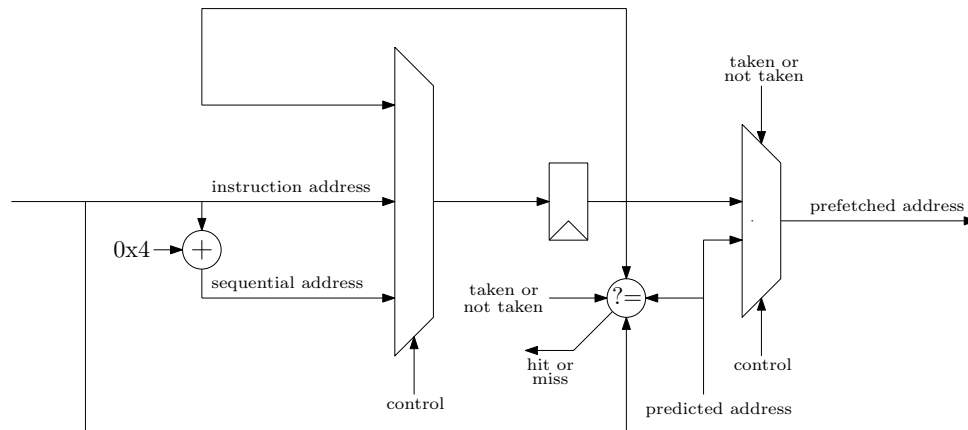 taken or
not taken
instruction address
prefetched address
0x4
+
sequential address
taken or
not taken
?=
hit or
miss
control
control
predicted address